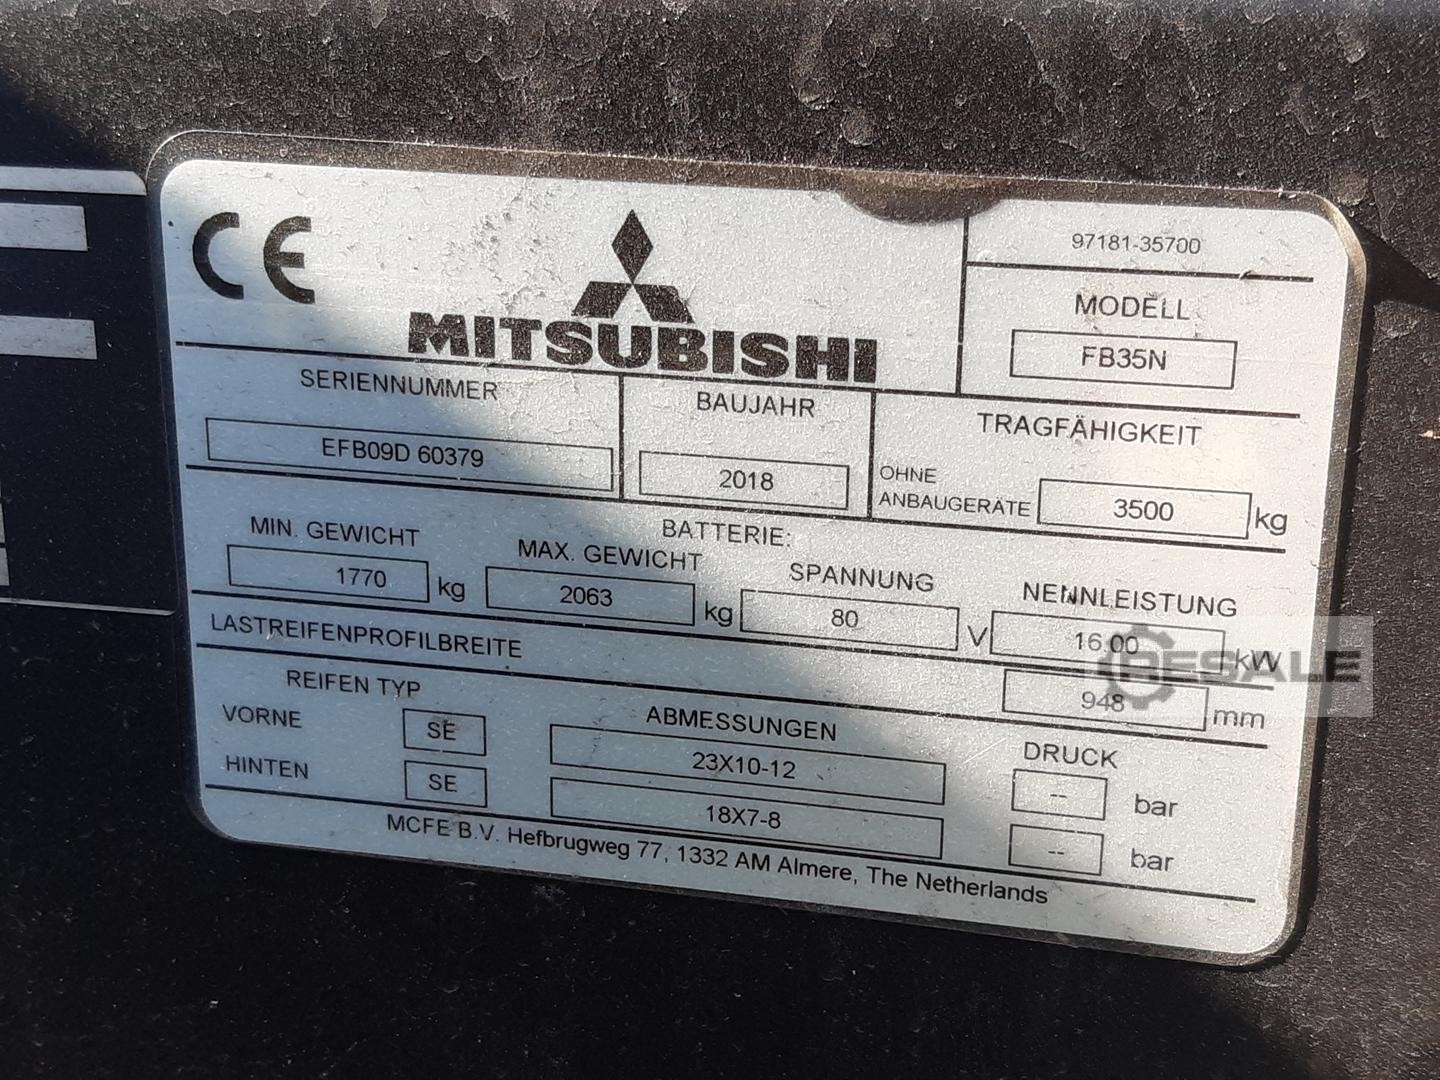 CE
MITSUBISHI
97181-35700
MODELL
FB35N
SERIENNUMMER
EFB09D 60379
BAUJAHR
2018
TRAGFÄHIGKEIT
OHNE
ANBAUGERÄTE 3500 kg
BATTERIE:
MIN. GEWICHT MAX. GEWICHT SPANNUNG NENNLEISTUNG
1770 kg 2063 kg 80 V 16.00 kW
LASTREIFENPROFILBREITE 948 mm
REIFEN TYP ABMESSUNGEN DRUCK
VORNE SE 23X10-12 -- bar
HINTEN SE 18X7-8 -- bar
MCFE B.V. Hefbrugweg 77, 1332 AM Almere, The Netherlands
RESALE